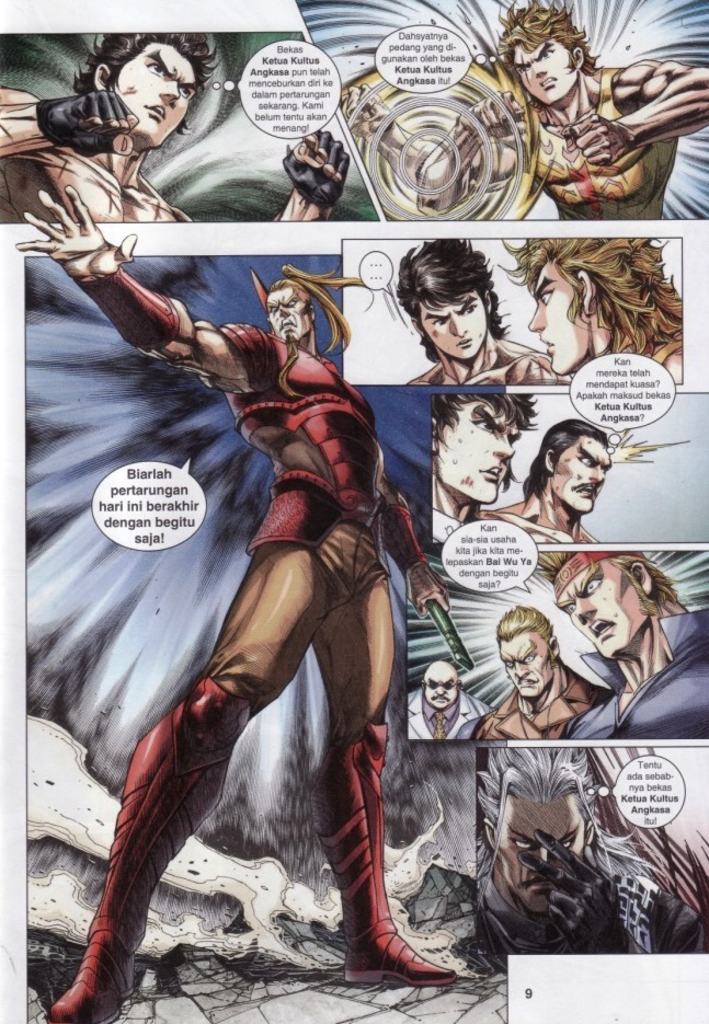 Bekas
Ketua Kultus
Angkasa pun telah
menceburkan diri ke
dalam pertarungan
sekarang. Kami
belum tentu akan
menang!
Dahsyatnya
pedang yang di-
gunakan oleh bekas
Ketua Kultus
Angkasa itu!
...
...
Kan
mereka telah
mendapat kuasa?
Apakah maksud bekas
Ketua Kultus
Angkasa?
Biarlah
pertarungan
hari ini berakhir
dengan begitu
saja!
Kan
sia-sia usaha
kita jika kita me-
lepaskan Bai Wu Ya
dengan begitu
saja?
Tentu
ada sebab-
nya bekas
Ketua Kultus
Angkasa
itu!
9